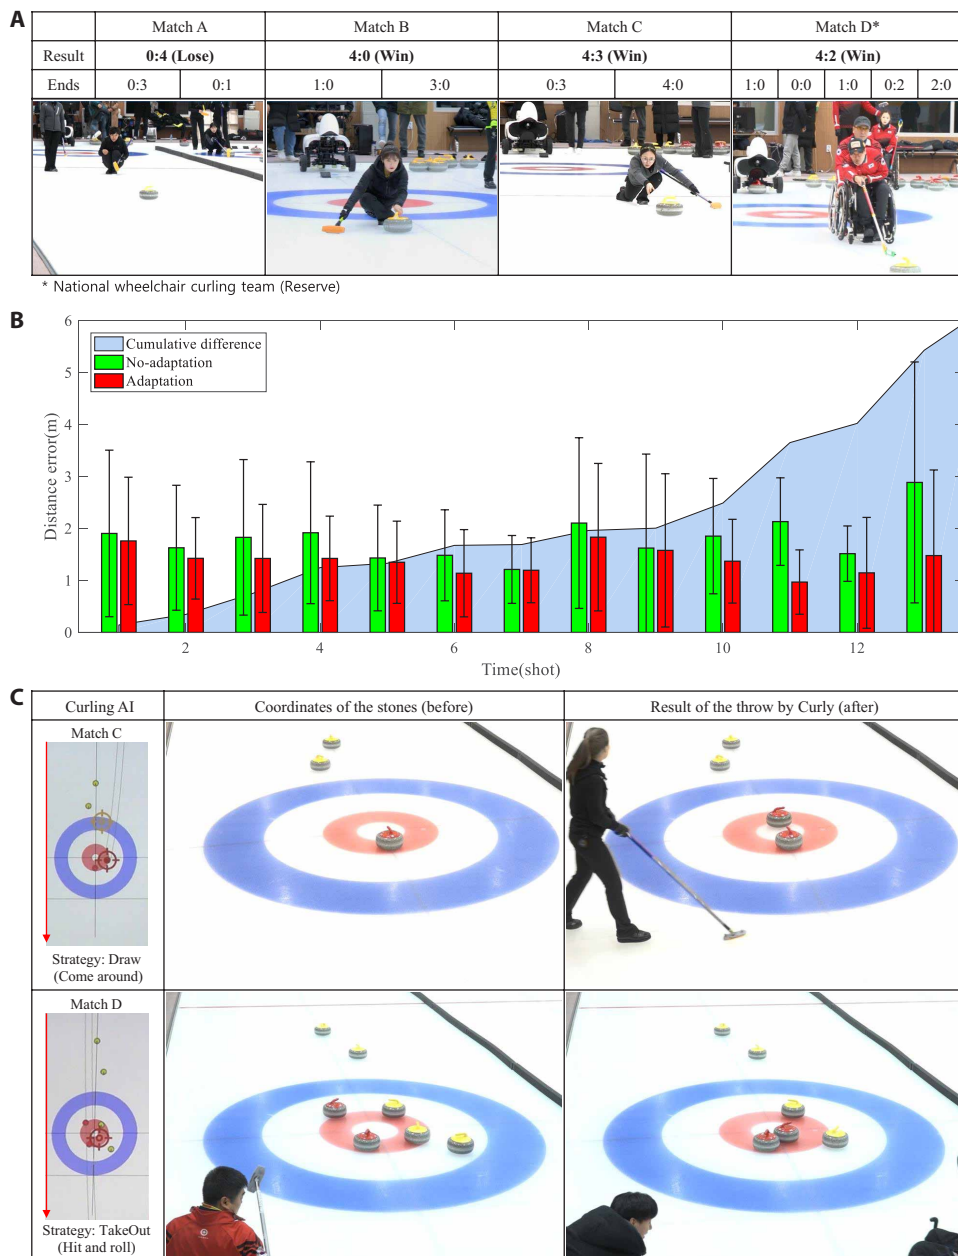 A
Match A Match B Match C Match D*
Result 0:4 (Lose) 4:0 (Win) 4:3 (Win) 4:2 (Win)
Ends 0:3 0:1 1:0 3:0 0:3 4:0 1:0 0:0 1:0 0:2 2:0
* National wheelchair curling team (Reserve)
B
Distance error(m)
6
5
4
3
2
1
0
Cumulative difference
No-adaptation
Adaptation
2 4 6 8 10 12
Time(shot)
C
Curling AI Coordinates of the stones (before) Result of the throw by Curly (after)
Match C
Strategy: Draw
(Come around)
Match D
Strategy: TakeOut
(Hit and roll)